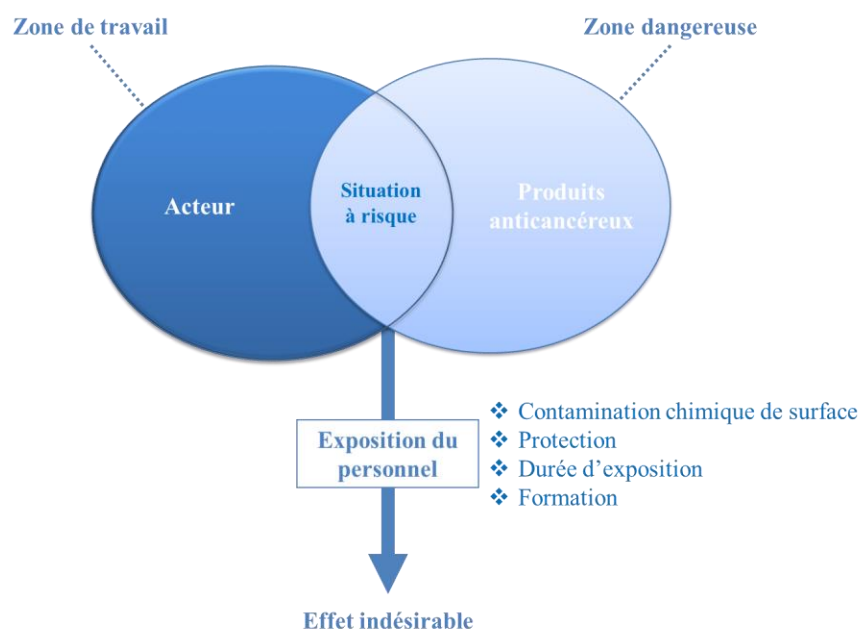 Zone de travail
Zone dangereuse
Acteur
Situation
à risque
Produits
anticancéreux
Exposition du
personnel
❖ Contamination chimique de surface
❖ Protection
❖ Durée d’exposition
❖ Formation
Effet indésirable